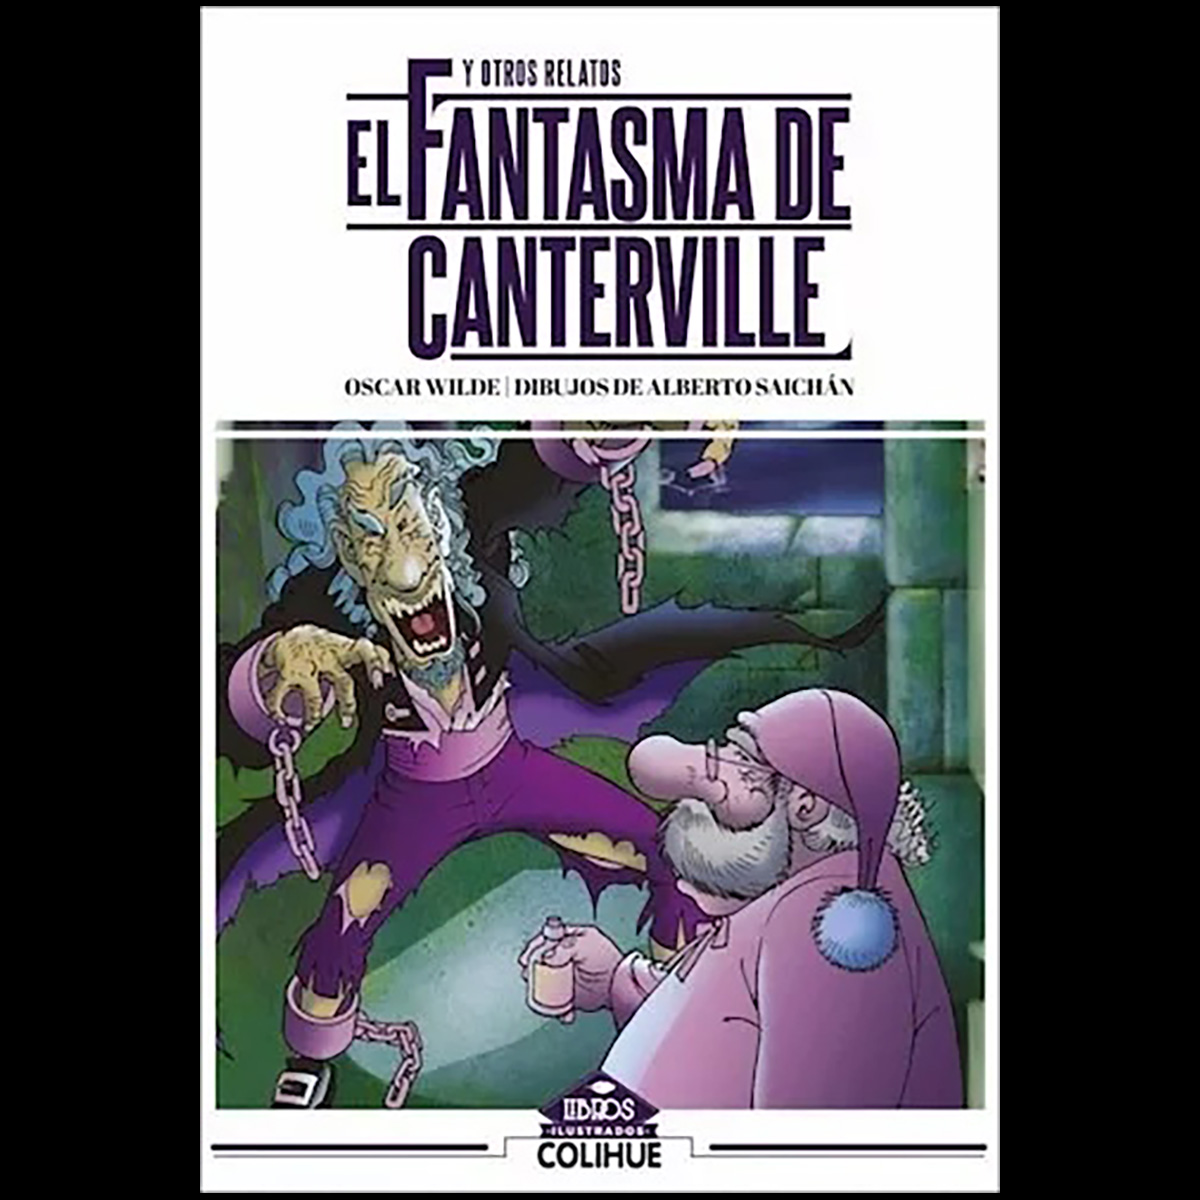 Y OTROS RELATOS
EL FANTASMA DE
CANTERVILLE
OSCAR WILDE | DIBUJOS DE ALBERTO SAICHÁN
LIBROS
·ILUSTRADOS·
COLIHUE